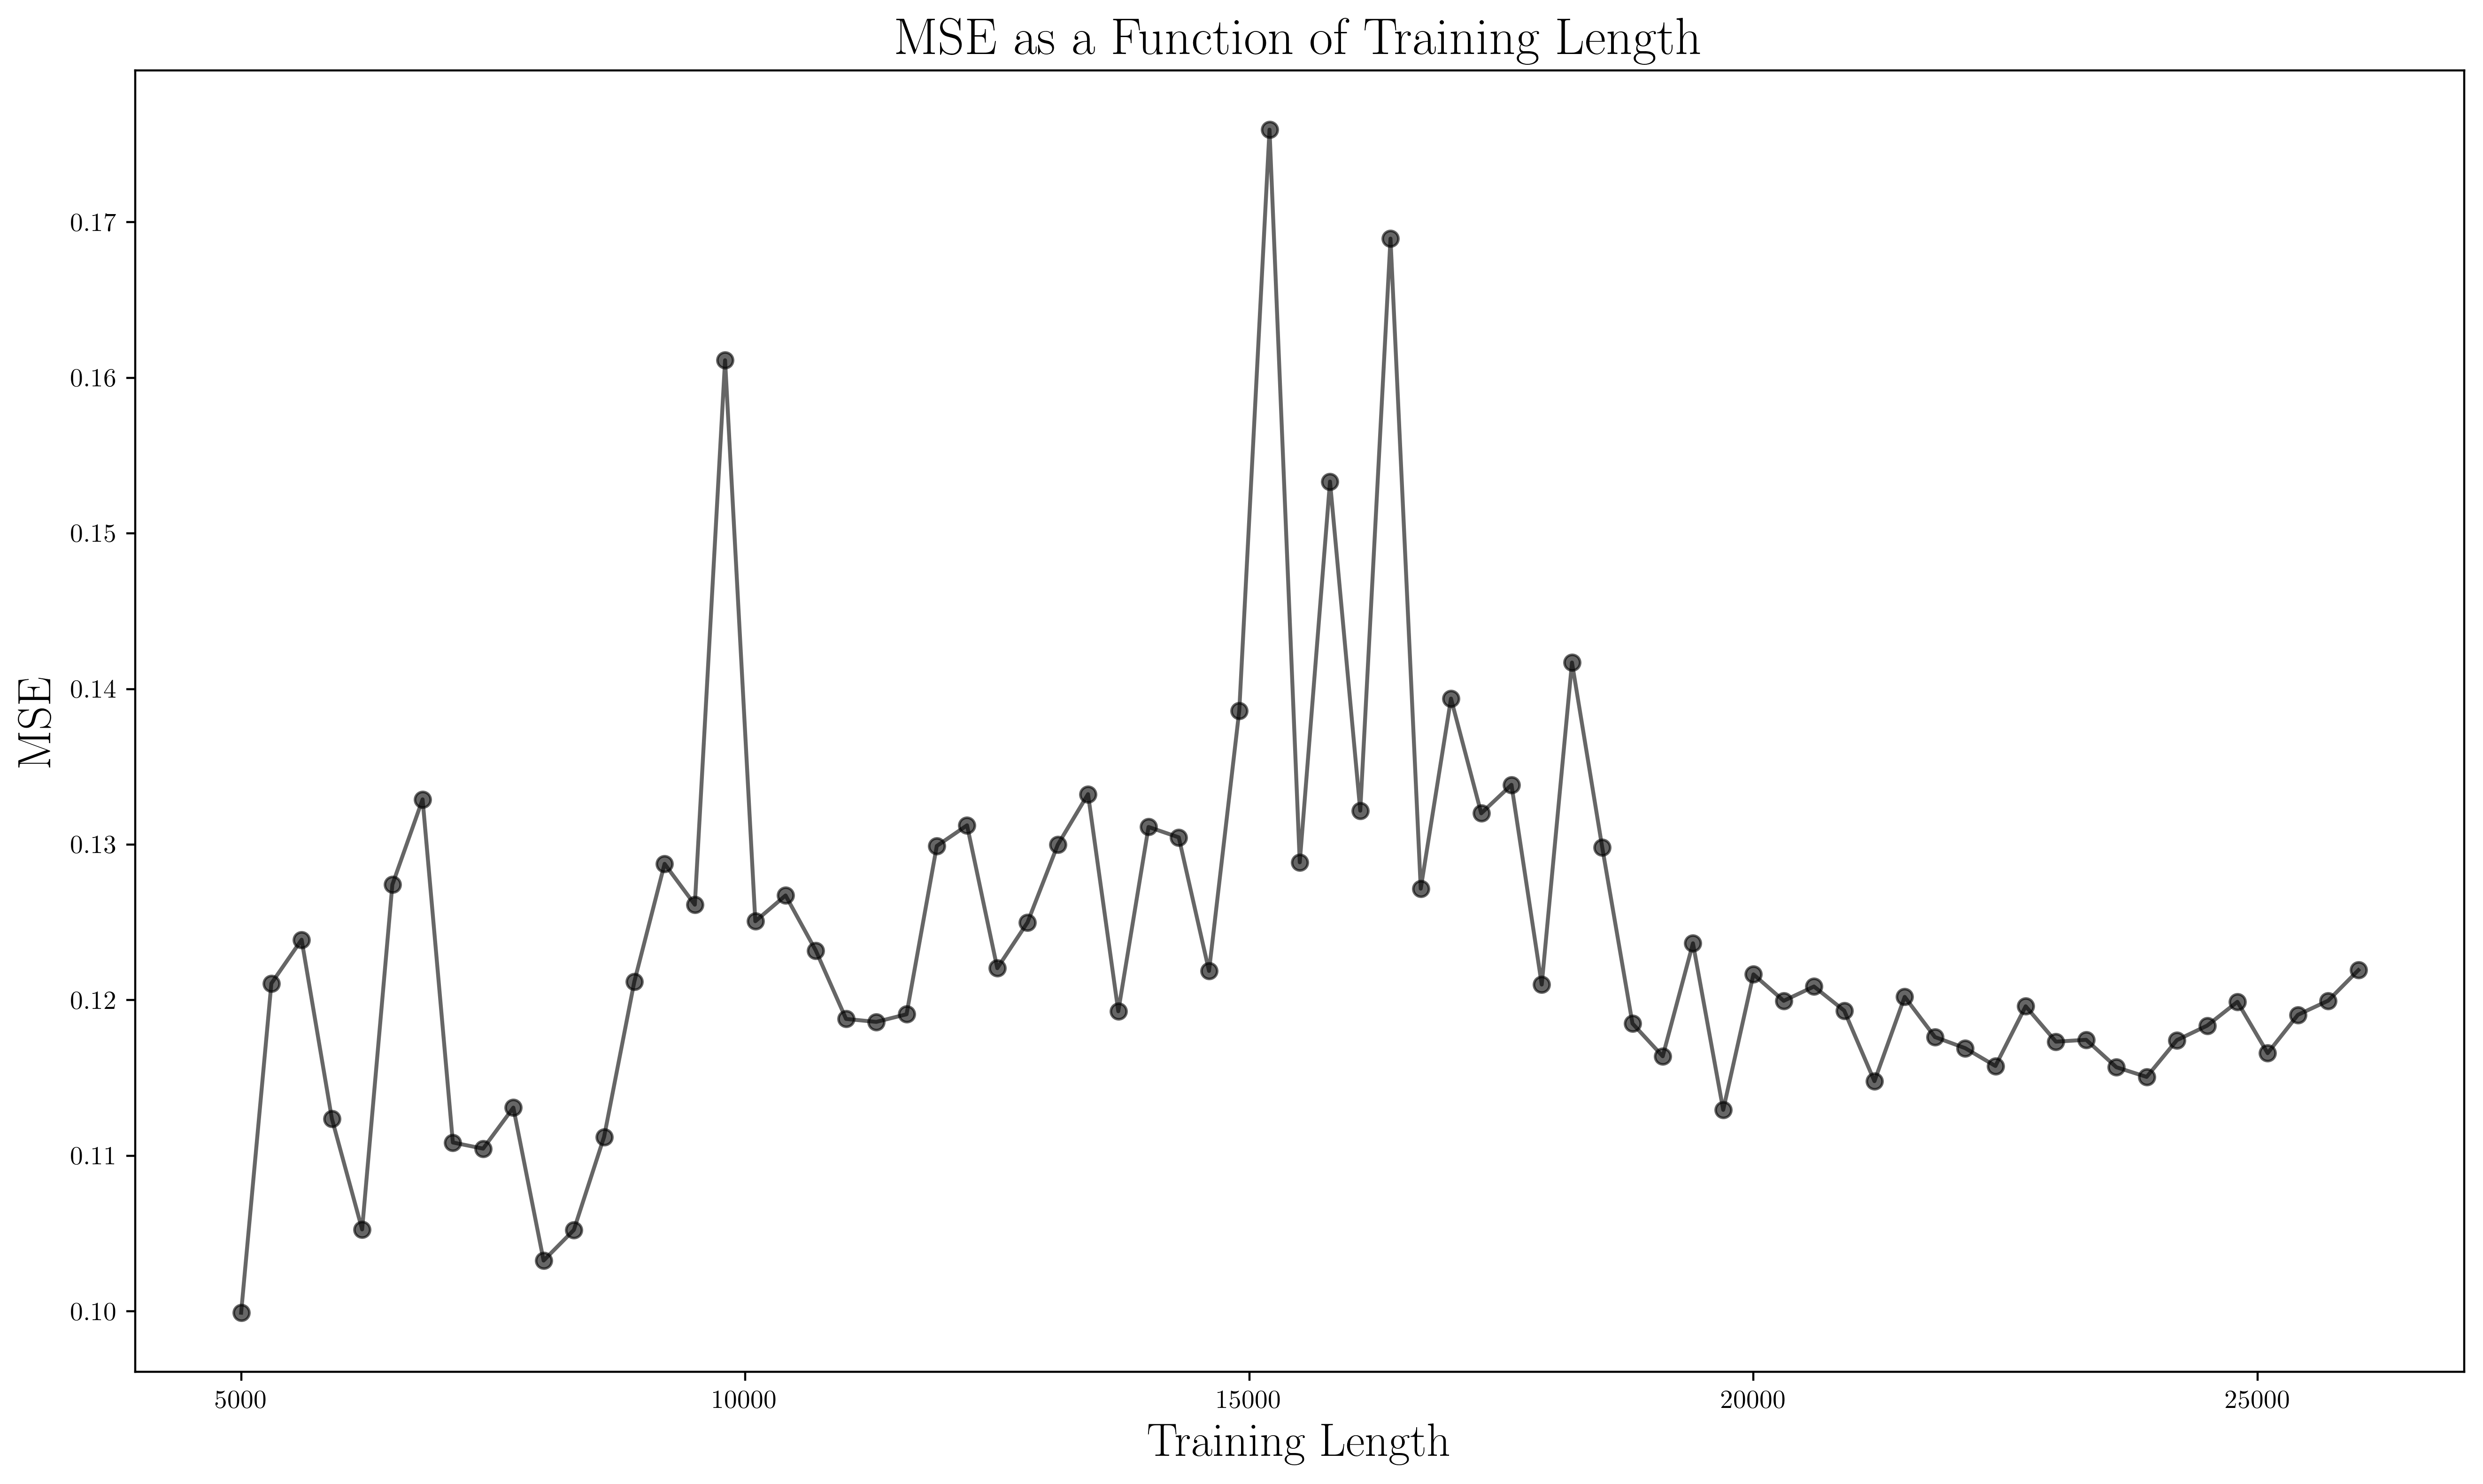 MSE as a Function of Training Length
MSE
0.17
0.16
0.15
0.14
0.13
0.12
0.11
0.10
5000 10000 15000 20000 25000
Training Length